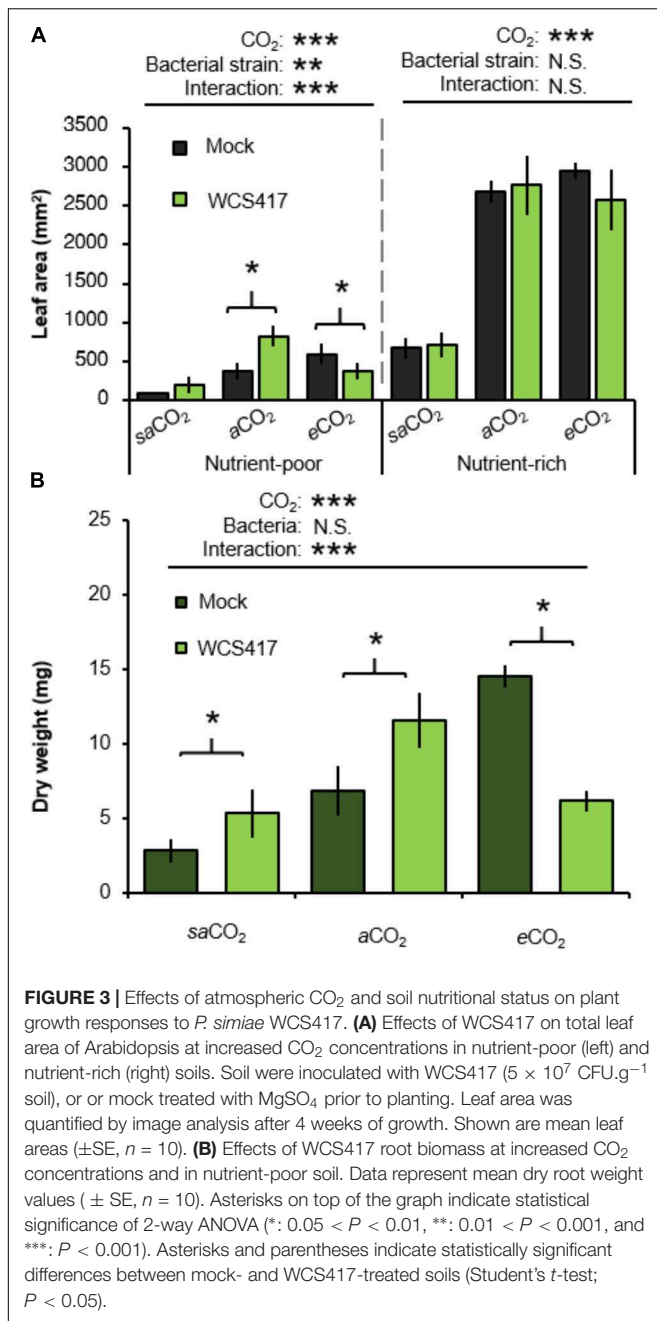 A
CO₂: ***
Bacterial strain: **
Interaction: ***
CO₂: ***
Bacterial strain: N.S.
Interaction: N.S.
Leaf area (mm²)
3500
3000
2500
2000
1500
1000
500
0
Mock
WCS417
*
*
saCO₂
aCO₂
eCO₂
saCO₂
aCO₂
eCO₂
Nutrient-poor
Nutrient-rich
B
CO₂: ***
Bacteria: N.S.
Interaction: ***
Dry weight (mg)
25
20
15
10
5
0
Mock
WCS417
*
*
*
saCO₂
aCO₂
eCO₂
FIGURE 3 | Effects of atmospheric CO₂ and soil nutritional status on plant
growth responses to P. simiae WCS417. (A) Effects of WCS417 on total leaf
area of Arabidopsis at increased CO₂ concentrations in nutrient-poor (left) and
nutrient-rich (right) soils. Soil were inoculated with WCS417 (5 × 10⁷ CFU.g⁻¹
soil), or or mock treated with MgSO₄ prior to planting. Leaf area was
quantified by image analysis after 4 weeks of growth. Shown are mean leaf
areas (±SE, n = 10). (B) Effects of WCS417 root biomass at increased CO₂
concentrations and in nutrient-poor soil. Data represent mean dry root weight
values ( ± SE, n = 10). Asterisks on top of the graph indicate statistical
significance of 2-way ANOVA (*: 0.05 < P < 0.01, **: 0.01 < P < 0.001, and
***: P < 0.001). Asterisks and parentheses indicate statistically significant
differences between mock- and WCS417-treated soils (Student's t-test;
P < 0.05).